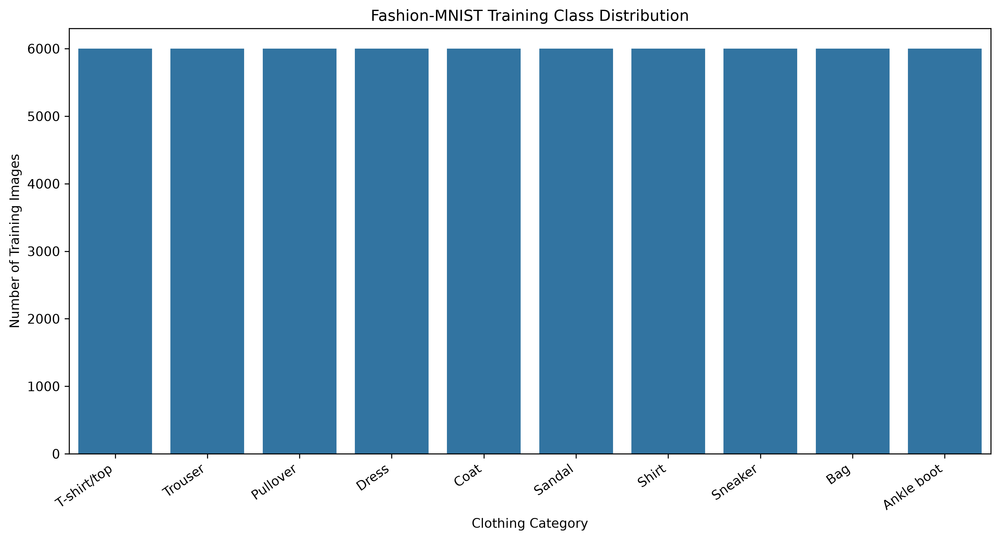 Fashion-MNIST Training Class Distribution
Number of Training Images
6000
5000
4000
3000
2000
1000
0
T-shirt/top
Trouser
Pullover
Dress
Coat
Sandal
Shirt
Sneaker
Bag
Ankle boot
Clothing Category